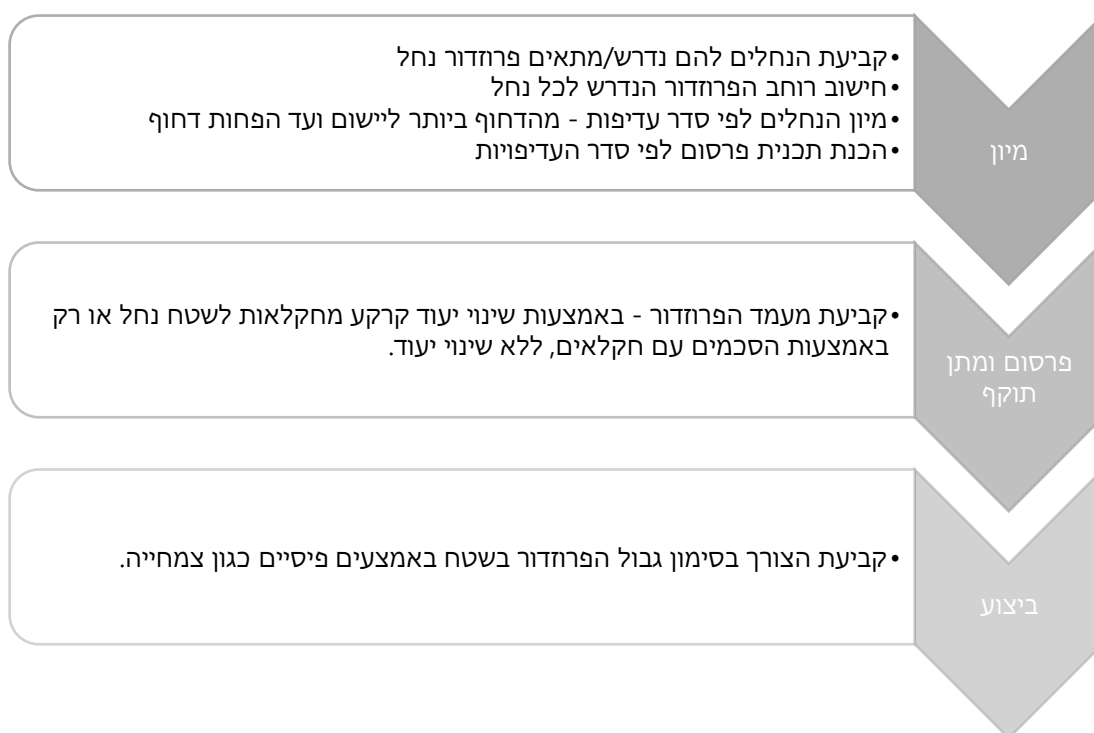 מיון
•קביעת הנחלים להם נדרש/מתאים פרוזדור נחל
•חישוב רוחב הפרוזדור הנדרש לכל נחל
•מיון הנחלים לפי סדר עדיפות - מהדחוף ביותר ליישום ועד הפחות דחוף
•הכנת תכנית פרסום לפי סדר העדיפויות
פרסום ומתן
תוקף
•קביעת מעמד הפרוזדור - באמצעות שינוי יעוד קרקע מחקלאות לשטח נחל או רק
באמצעות הסכמים עם חקלאים, ללא שינוי יעוד.
ביצוע
•קביעת הצורך בסימון גבול הפרוזדור בשטח באמצעים פיסיים כגון צמחייה.